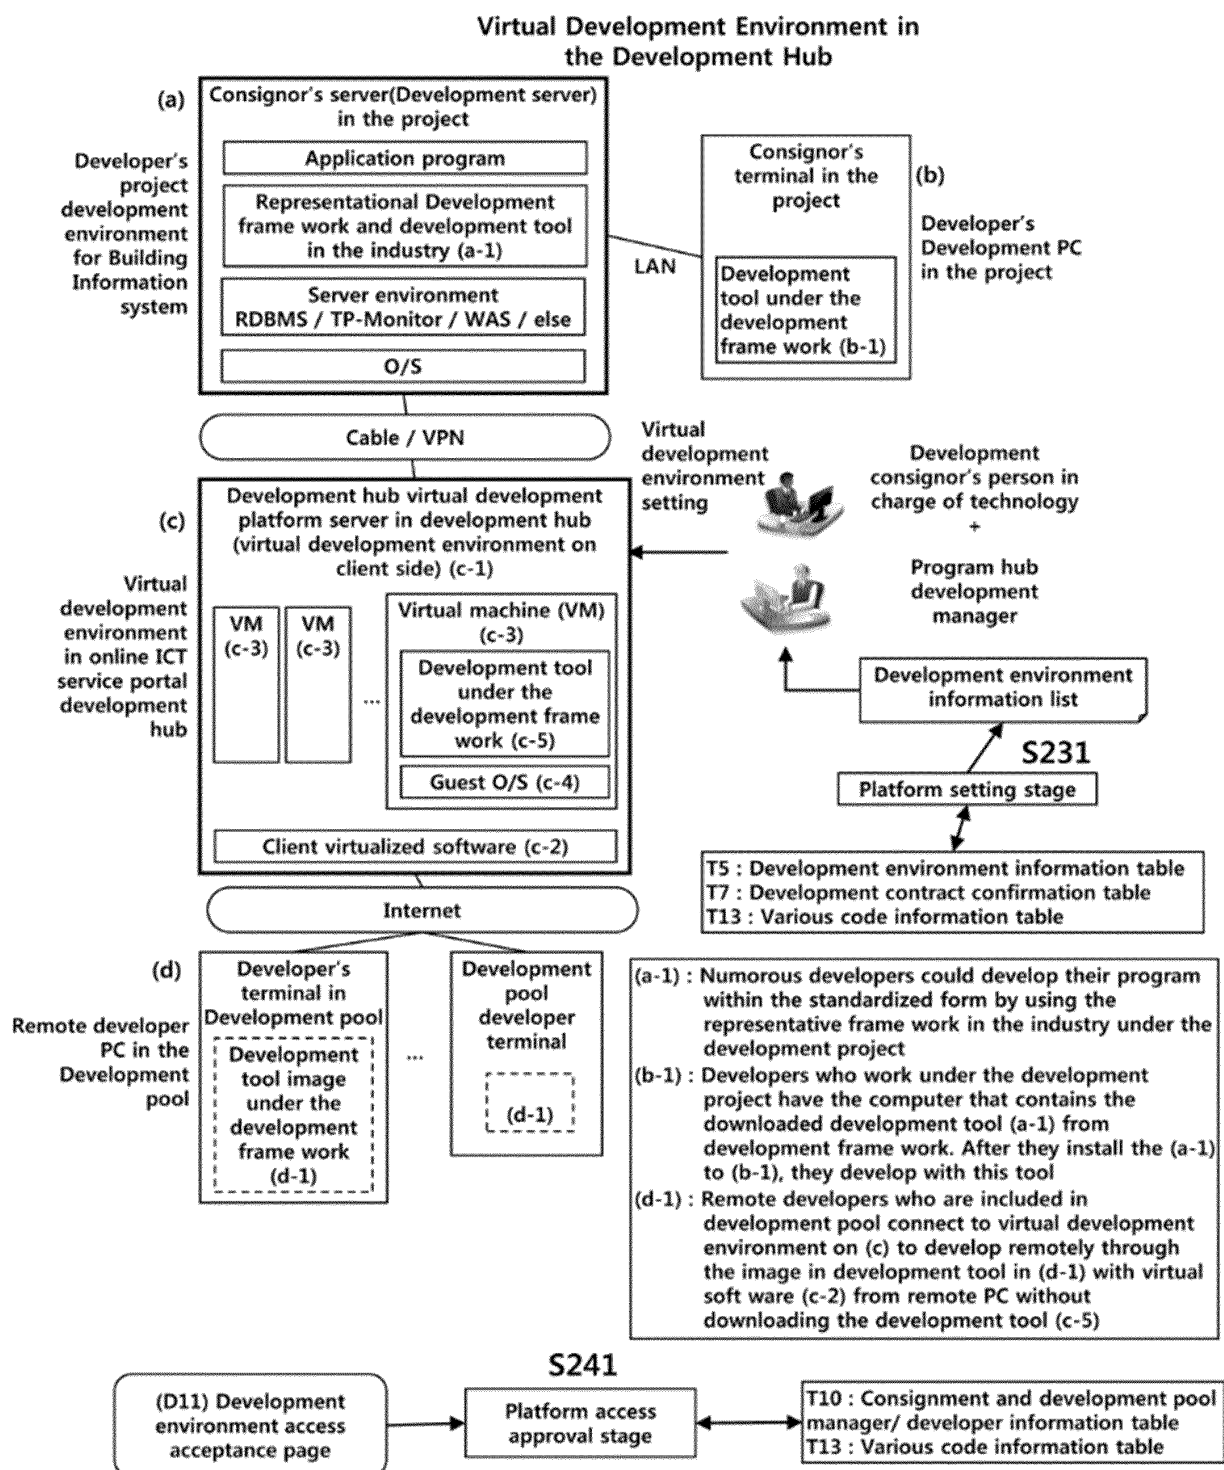 Virtual Development Environment in
the Development Hub
(a)
Consignor's server(Development server)
in the project
Application program
Representational Development
frame work and development tool
in the industry (a-1)
Server environment
RDBMS / TP-Monitor / WAS / else
O/S
Developer's
project
development
environment
for Building
Information
system
LAN
Consignor's
terminal in the
project
Development
tool under the
development
frame work (b-1)
(b)
Developer's
Development PC
in the project
Cable / VPN
(c)
Development hub virtual development
platform server in development hub
(virtual development environment on
client side) (c-1)
VM
(c-3)
VM
(c-3)
...
Virtual machine (VM)
(c-3)
Development tool
under the
development frame
work (c-5)
Guest O/S (c-4)
Client virtualized software (c-2)
Virtual
development
environment
in online ICT
service portal
development
hub
Virtual
development
environment
setting
Development
consignor's person in
charge of technology
+
Program hub
development
manager
Development environment
information list
S231
Platform setting stage
T5 : Development environment information table
T7 : Development contract confirmation table
T13 : Various code information table
Internet
(d)
Remote developer
PC in the
Development
pool
Developer's
terminal in
Development pool
Development
tool image
under the
development
frame work
(d-1)
...
Development
pool
developer
terminal
(d-1)
(a-1) : Numorous developers could develop their program
within the standardized form by using the
representative frame work in the industry under the
development project
(b-1) : Developers who work under the development
project have the computer that contains the
downloaded development tool (a-1) from
development frame work. After they install the (a-1)
to (b-1), they develop with this tool
(d-1) : Remote developers who are included in
development pool connect to virtual development
environment on (c) to develop remotely through
the image in development tool in (d-1) with virtual
soft ware (c-2) from remote PC without
downloading the development tool (c-5)
S241
(D11) Development
environment access
acceptance page
Platform access
approval stage
T10 : Consignment and development pool
manager/ developer information table
T13 : Various code information table